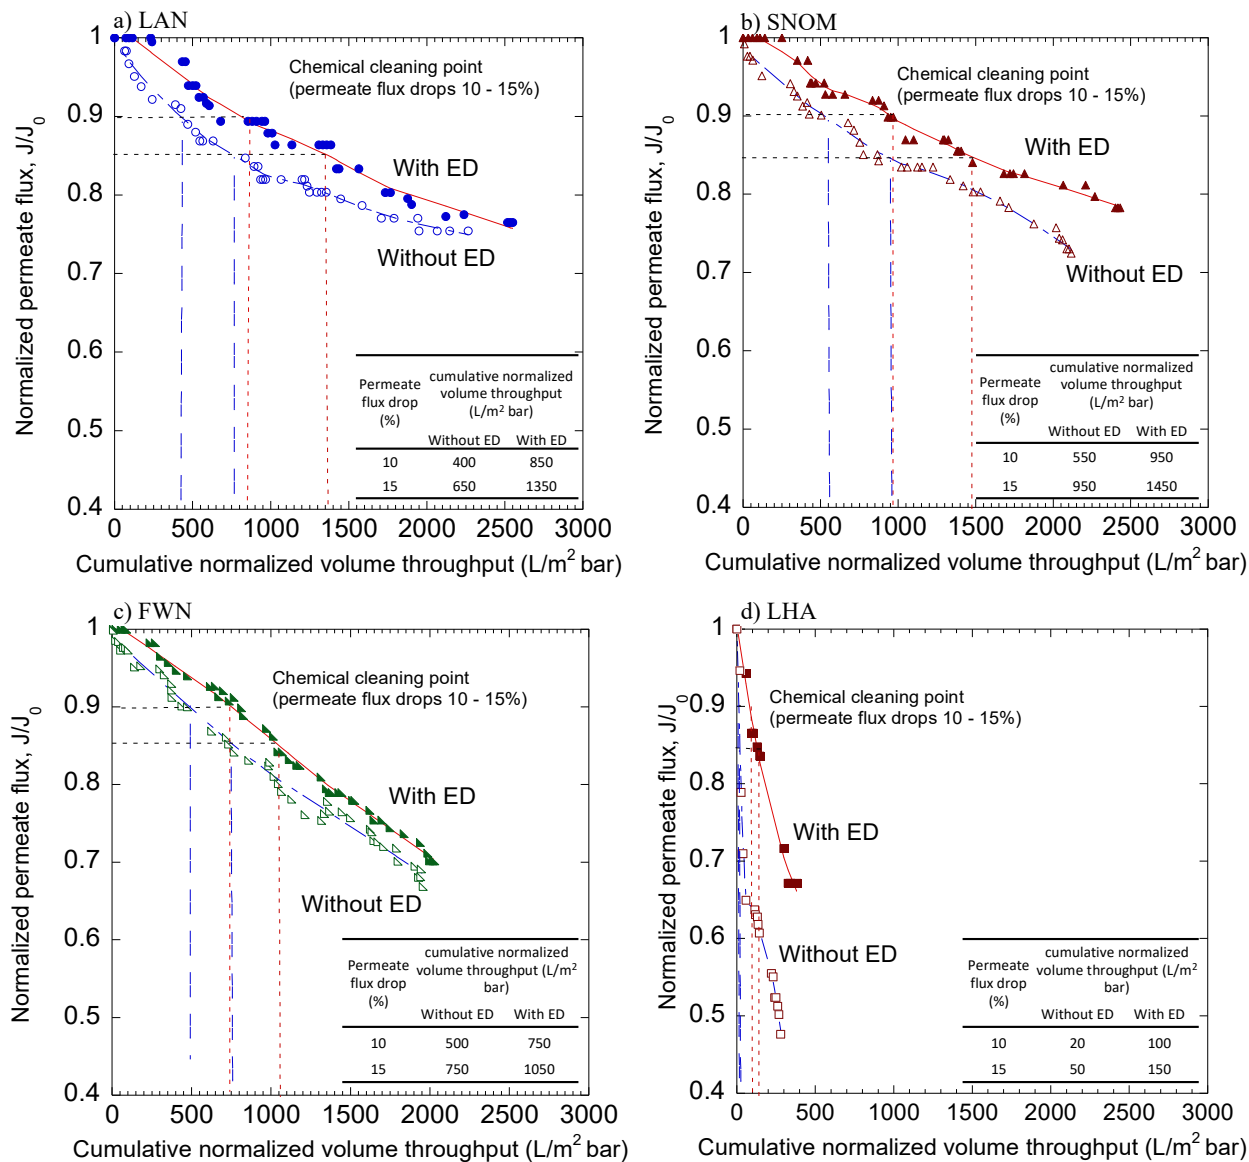 a) LAN
1
0.9
0.8
0.7
0.6
0.5
0.4
Normalized permeate flux, J/J0
Chemical cleaning point
(permeate flux drops 10 - 15%)
With ED
Without ED
Permeate flux drop (%)
cumulative normalized volume throughput (L/m2 bar)
Without ED With ED
10 400 850
15 650 1350
0 500 1000 1500 2000 2500 3000
Cumulative normalized volume throughput (L/m2 bar)
b) SNOM
1
0.9
0.8
0.7
0.6
0.5
0.4
Normalized permeate flux, J/J0
Chemical cleaning point
(permeate flux drops 10 - 15%)
With ED
Without ED
Permeate flux drop (%)
cumulative normalized volume throughput (L/m2 bar)
Without ED With ED
10 550 950
15 950 1450
0 500 1000 1500 2000 2500 3000
Cumulative normalized volume throughput (L/m2 bar)
c) FWN
1
0.9
0.8
0.7
0.6
0.5
0.4
Normalized permeate flux, J/J0
Chemical cleaning point
(permeate flux drops 10 - 15%)
With ED
Without ED
Permeate flux drop (%)
cumulative normalized volume throughput (L/m2 bar)
Without ED With ED
10 500 750
15 750 1050
0 500 1000 1500 2000 2500 3000
Cumulative normalized volume throughput (L/m2 bar)
d) LHA
1
0.9
0.8
0.7
0.6
0.5
0.4
Normalized permeate flux, J/J0
Chemical cleaning point
(permeate flux drops 10 - 15%)
With ED
Without ED
Permeate flux drop (%)
cumulative normalized volume throughput (L/m2 bar)
Without ED With ED
10 20 100
15 50 150
0 500 1000 1500 2000 2500 3000
Cumulative normalized volume throughput (L/m2 bar)